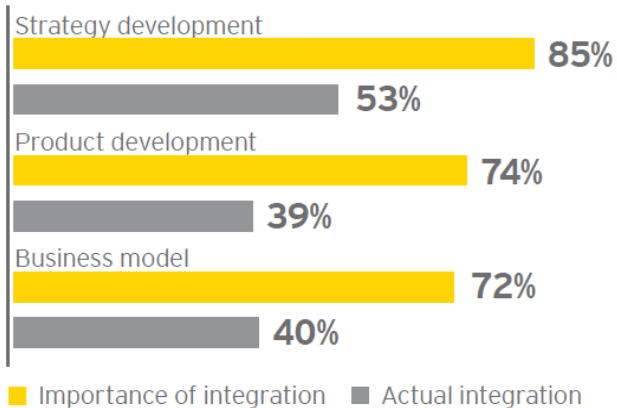 Strategy development
85%
53%
Product development
74%
39%
Business model
72%
40%
Importance of integration Actual integration